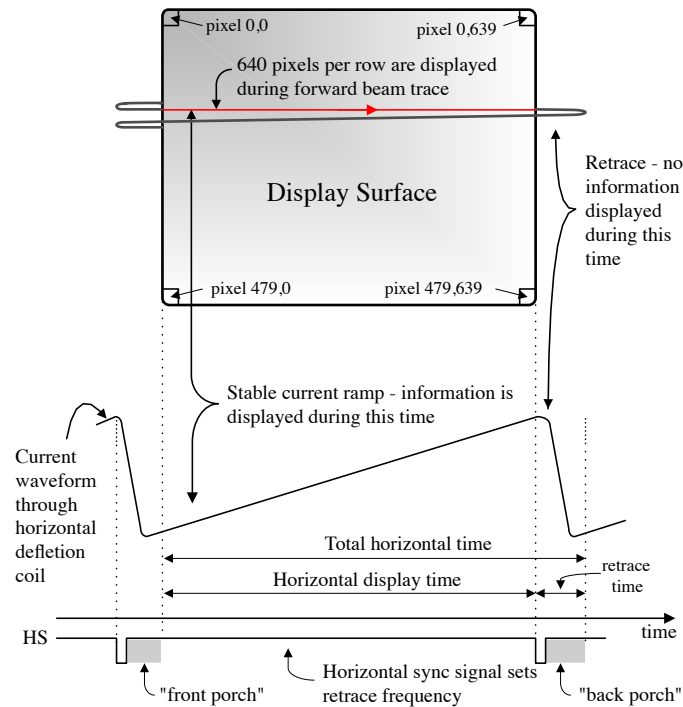 pixel 0,0
pixel 0,639
640 pixels per row are displayed
during forward beam trace
Display Surface
Retrace - no
information
displayed
during this
time
pixel 479,0
pixel 479,639
Stable current ramp - information is
displayed during this time
Current
waveform
through
horizontal
defletion
coil
Total horizontal time
Horizontal display time
retrace
time
time
HS
"front porch"
Horizontal sync signal sets
retrace frequency
"back porch"